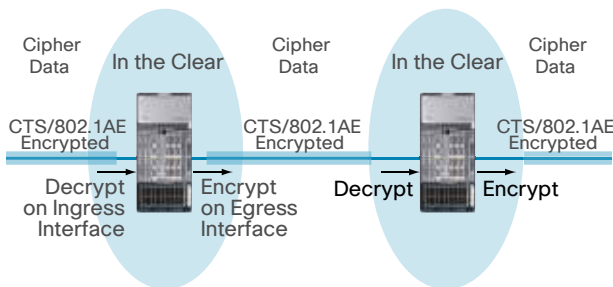 Cipher
Data
In the Clear
Cipher
Data
In the Clear
Cipher
Data
CTS/802.1AE
Encrypted
CTS/802.1AE
Encrypted
CTS/802.1AE
Encrypted
Decrypt
on Ingress
Interface
Encrypt
on Egress
Interface
Decrypt
Encrypt